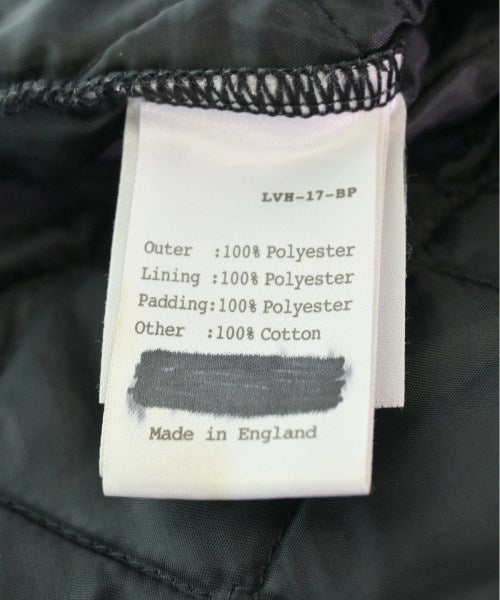 LVH-17-BP
Outer :100% Polyester
Lining :100% Polyester
Padding:100% Polyester
Other :100% Cotton
Made in England